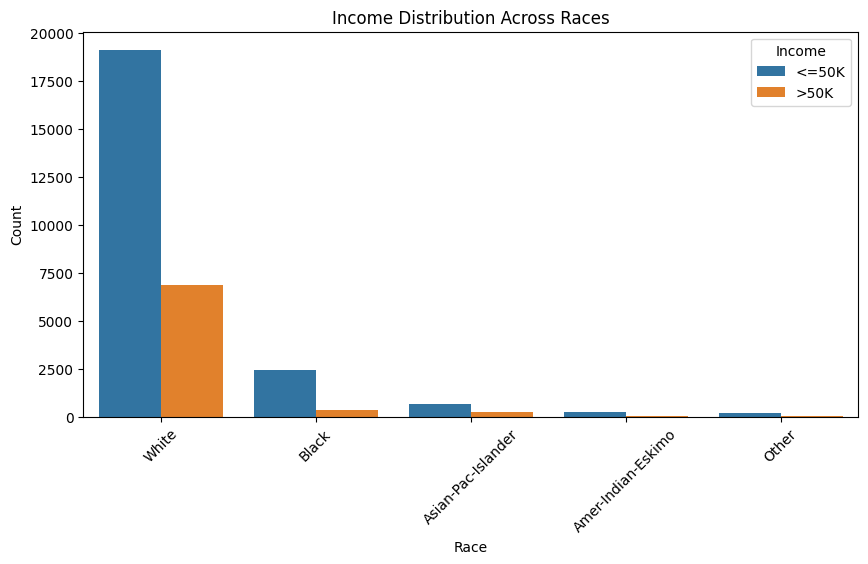 Income Distribution Across Races
Income
<=50K
>50K
20000
17500
15000
12500
10000
7500
5000
2500
0
Count
White
Black
Asian-Pac-Islander
Amer-Indian-Eskimo
Other
Race